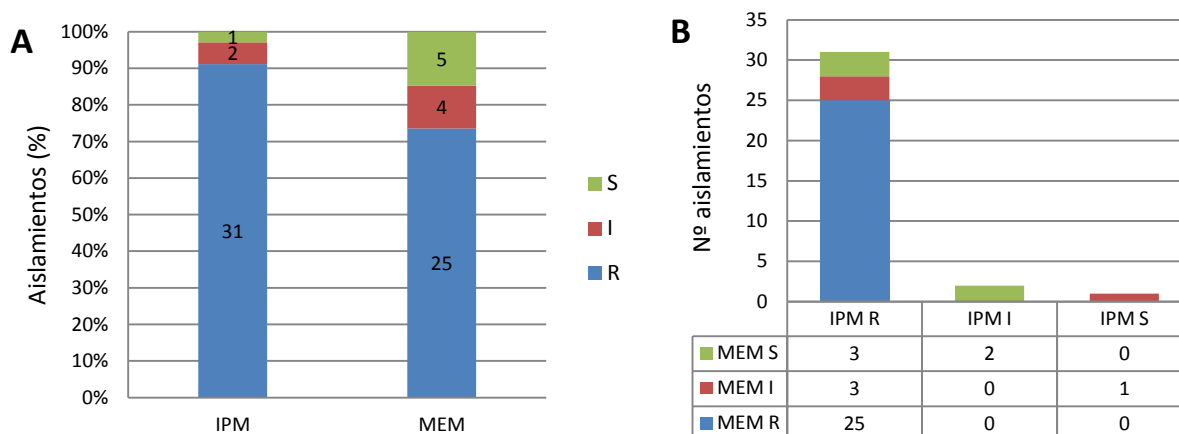 A
Aislamientos (%)
100%
90%
80%
70%
60%
50%
40%
30%
20%
10%
0%
1
2
31
5
4
25
IPM MEM
S
I
R
B
Nº aislamientos
35
30
25
20
15
10
5
0
IPM R IPM I IPM S
MEM S 3 2 0
MEM I 3 0 1
MEM R 25 0 0